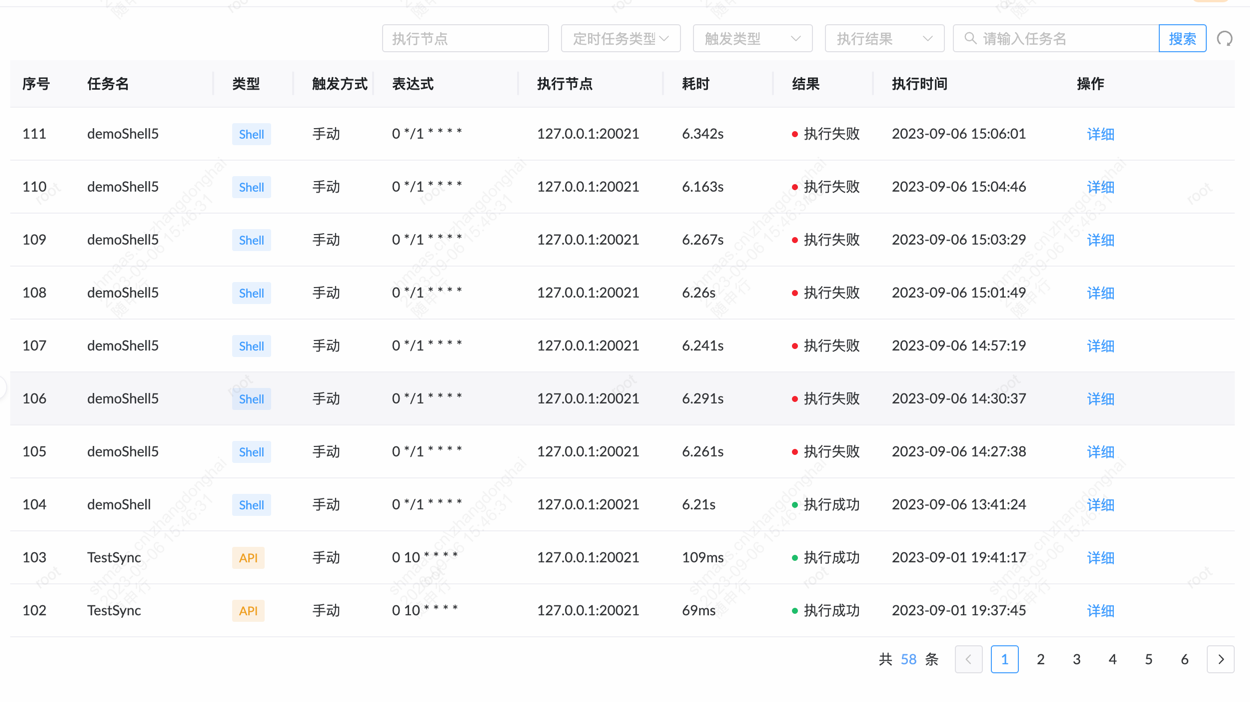 执行节点 定时任务类型 触发类型 执行结果 请输入任务名 搜索
序号 任务名 类型 触发方式 表达式 执行节点 耗时 结果 执行时间 操作
111 demoShell5 Shell 手动 0 */1 * * * * 127.0.0.1:20021 6.342s 执行失败 2023-09-06 15:06:01 详细
110 demoShell5 Shell 手动 0 */1 * * * * 127.0.0.1:20021 6.163s 执行失败 2023-09-06 15:04:46 详细
109 demoShell5 Shell 手动 0 */1 * * * * 127.0.0.1:20021 6.267s 执行失败 2023-09-06 15:03:29 详细
108 demoShell5 Shell 手动 0 */1 * * * * 127.0.0.1:20021 6.26s 执行失败 2023-09-06 15:01:49 详细
107 demoShell5 Shell 手动 0 */1 * * * * 127.0.0.1:20021 6.241s 执行失败 2023-09-06 14:57:19 详细
106 demoShell5 Shell 手动 0 */1 * * * * 127.0.0.1:20021 6.291s 执行失败 2023-09-06 14:30:37 详细
105 demoShell5 Shell 手动 0 */1 * * * * 127.0.0.1:20021 6.261s 执行失败 2023-09-06 14:27:38 详细
104 demoShell Shell 手动 0 */1 * * * * 127.0.0.1:20021 6.21s 执行成功 2023-09-06 13:41:24 详细
103 TestSync API 手动 0 10 * * * * 127.0.0.1:20021 109ms 执行成功 2023-09-01 19:41:17 详细
102 TestSync API 手动 0 10 * * * * 127.0.0.1:20021 69ms 执行成功 2023-09-01 19:37:45 详细
共 58 条 1 2 3 4 5 6